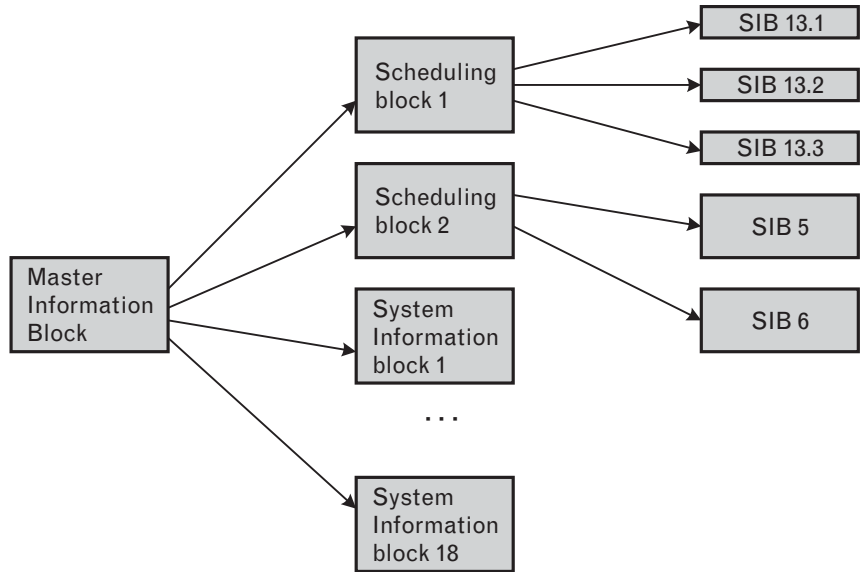 Master
Information
Block
Scheduling
block 1
Scheduling
block 2
System
Information
block 1
...
System
Information
block 18
SIB 13.1
SIB 13.2
SIB 13.3
SIB 5
SIB 6